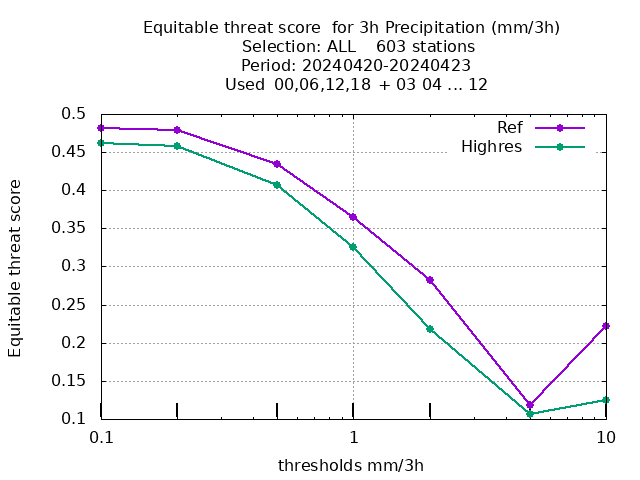 Equitable threat score  for 3h Precipitation (mm/3h)
Selection: ALL    603 stations
Period: 20240420-20240423
Used  00,06,12,18  + 03 04 ... 12
Ref
Highres
0.5
0.45
0.4
0.35
0.3
0.25
0.2
0.15
0.1
Equitable threat score
0.1
1
10
thresholds mm/3h